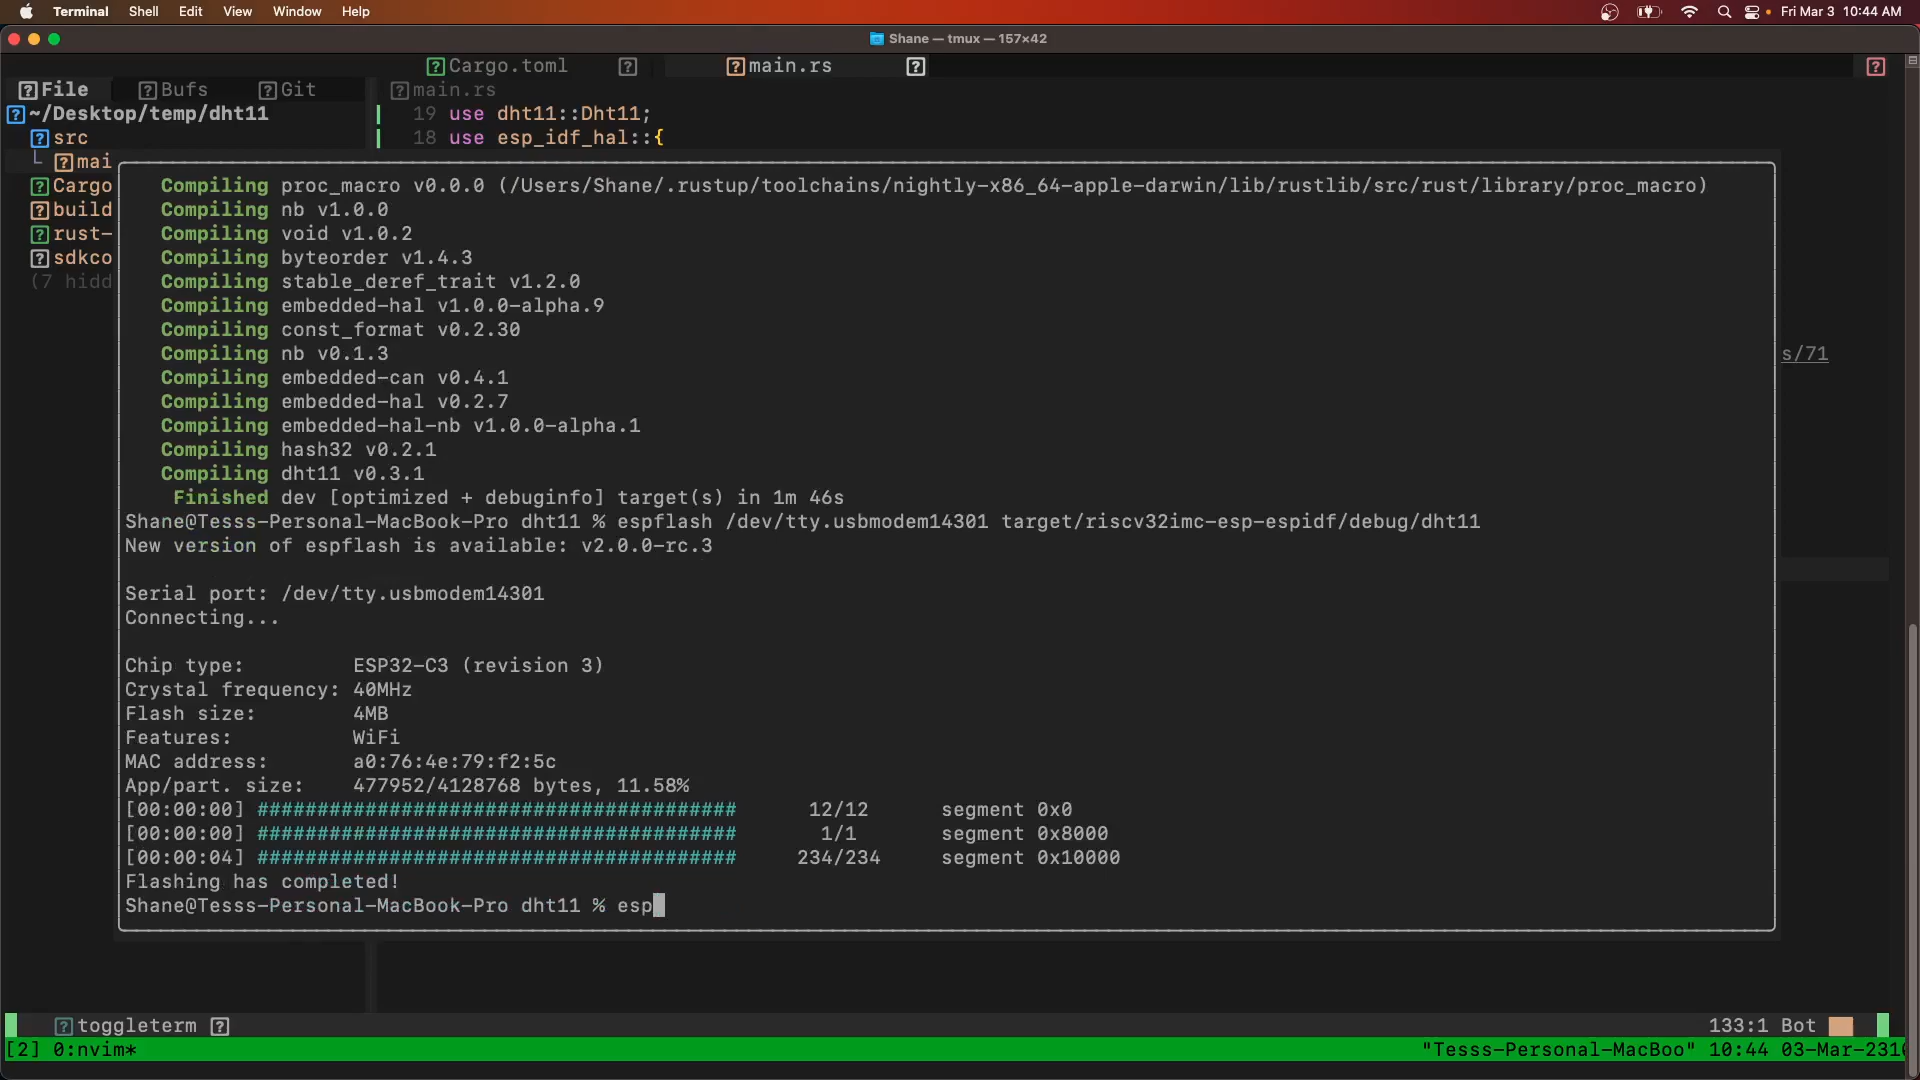 Terminal Shell Edit View Window Help Fri Mar 3 10:44 AM
Shane — tmux — 157×42
Cargo.toml main.rs
File Bufs Git main.rs
~/Desktop/temp/dht11 19 use dht11::Dht11;
src 18 use esp_idf_hal::{
mai
Cargo
build
rust-
sdkco
(7 hidd
s/71
Compiling proc_macro v0.0.0 (/Users/Shane/.rustup/toolchains/nightly-x86_64-apple-darwin/lib/rustlib/src/rust/library/proc_macro)
Compiling nb v1.0.0
Compiling void v1.0.2
Compiling byteorder v1.4.3
Compiling stable_deref_trait v1.2.0
Compiling embedded-hal v1.0.0-alpha.9
Compiling const_format v0.2.30
Compiling nb v0.1.3
Compiling embedded-can v0.4.1
Compiling embedded-hal v0.2.7
Compiling embedded-hal-nb v1.0.0-alpha.1
Compiling hash32 v0.2.1
Compiling dht11 v0.3.1
Finished dev [optimized + debuginfo] target(s) in 1m 46s
Shane@Tesss-Personal-MacBook-Pro dht11 % espflash /dev/tty.usbmodem14301 target/riscv32imc-esp-espidf/debug/dht11
New version of espflash is available: v2.0.0-rc.3
Serial port: /dev/tty.usbmodem14301
Connecting...
Chip type: ESP32-C3 (revision 3)
Crystal frequency: 40MHz
Flash size: 4MB
Features: WiFi
MAC address: a0:76:4e:79:f2:5c
App/part. size: 477952/4128768 bytes, 11.58%
[00:00:00] ######################################## 12/12 segment 0x0
[00:00:00] ######################################## 1/1 segment 0x8000
[00:00:04] ######################################## 234/234 segment 0x10000
Flashing has completed!
Shane@Tesss-Personal-MacBook-Pro dht11 % esp
toggleterm 133:1 Bot
[2] 0:nvim* "Tesss-Personal-MacBoo" 10:44 03-Mar-231